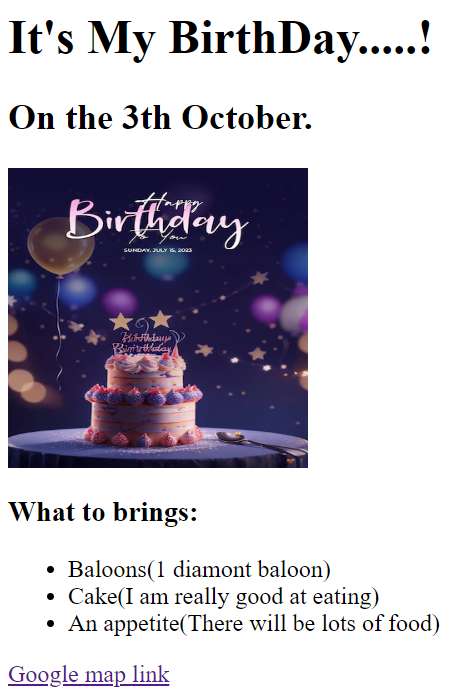 It's My BirthDay.....!
On the 3th October.
Happy
Birthday
To You
SUNDAY, JULY 15, 2023
Birthday
Birthday
What to brings:
Baloons(1 diamont baloon)
Cake(I am really good at eating)
An appetite(There will be lots of food)
Google map link